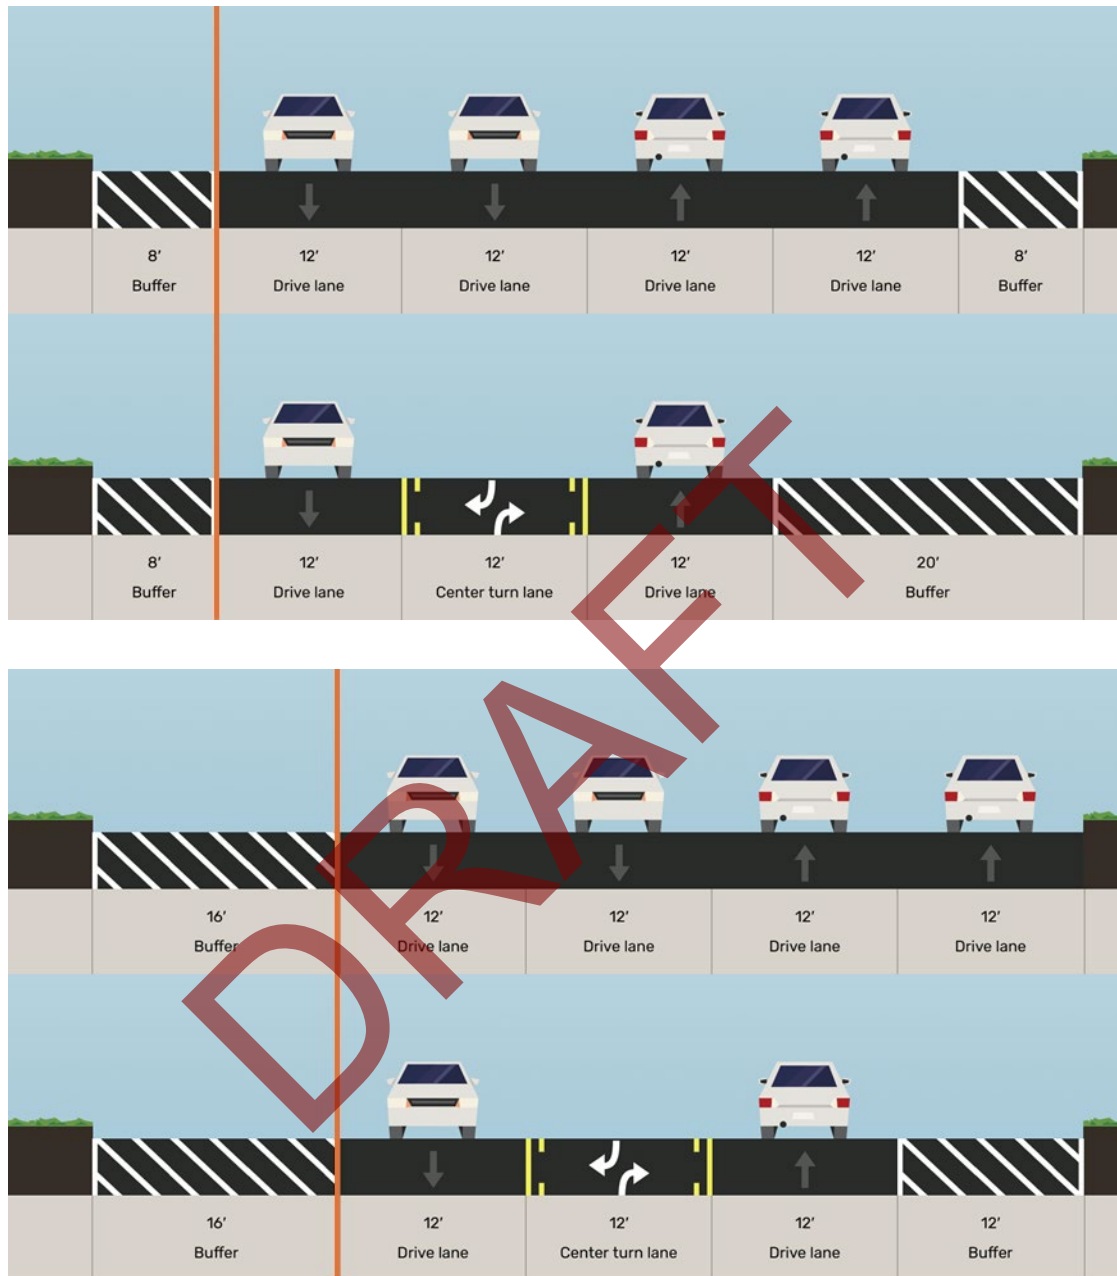 8′ 12′ 12′ 12′ 12′ 8′
Buffer Drive lane Drive lane Drive lane Drive lane Buffer
8′ 12′ 12′ 12′ 20′
Buffer Drive lane Center turn lane Drive lane Buffer
16′ 12′ 12′ 12′ 12′
Buffer Drive lane Drive lane Drive lane Drive lane
16′ 12′ 12′ 12′ 12′
Buffer Drive lane Center turn lane Drive lane Buffer
DRAFT